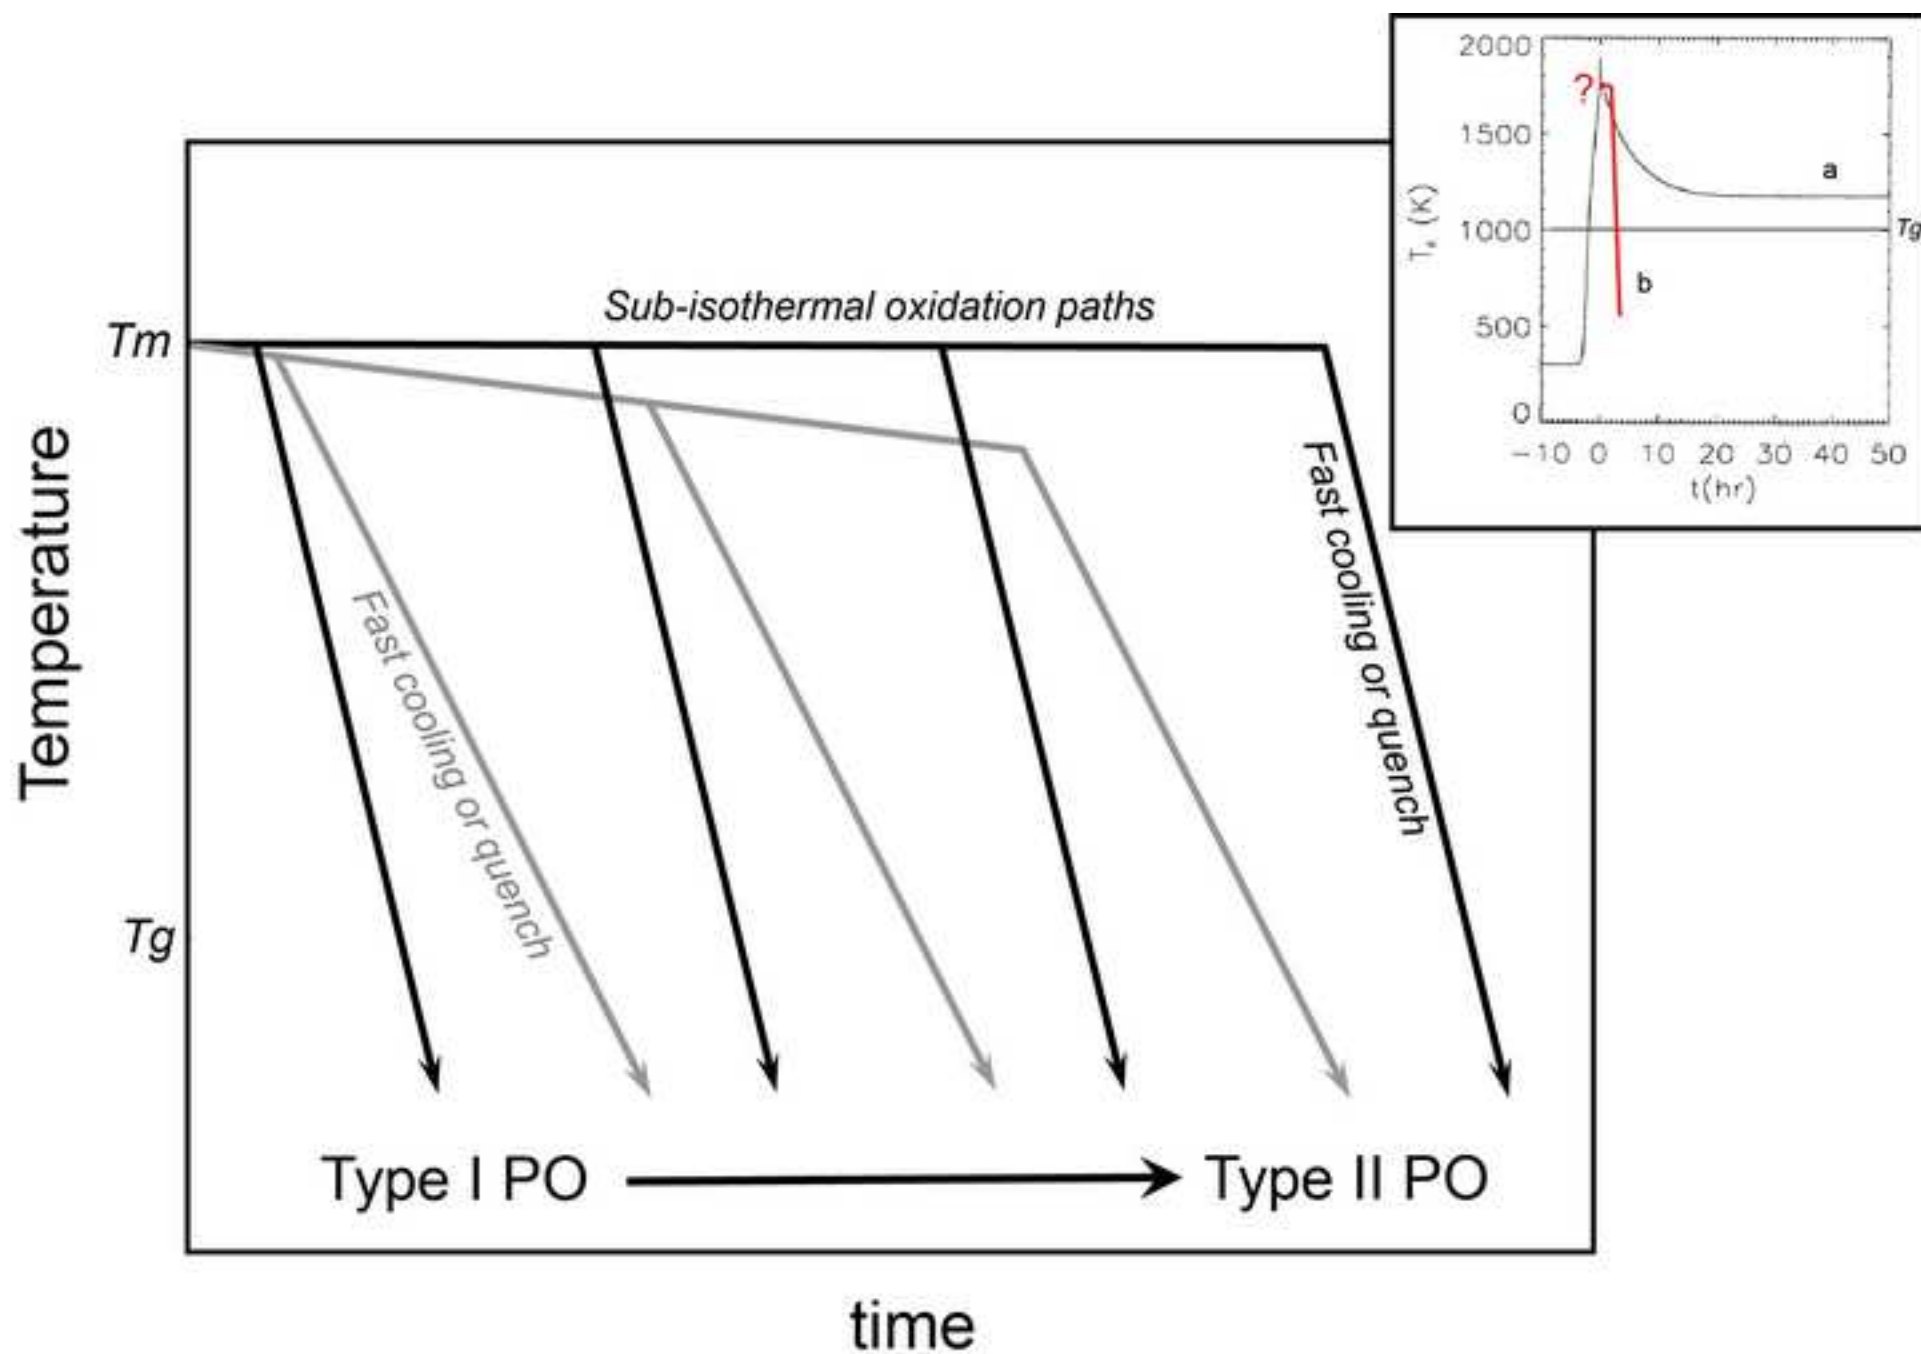 2000
1500
1000
500
0
-10 0 10 20 30 40 50
t(hr)
?
a
b
Tg
Sub-isothermal oxidation paths
Tm
Tg
Temperature
Fast cooling or quench
Fast cooling or quench
Type I PO
Type II PO
time